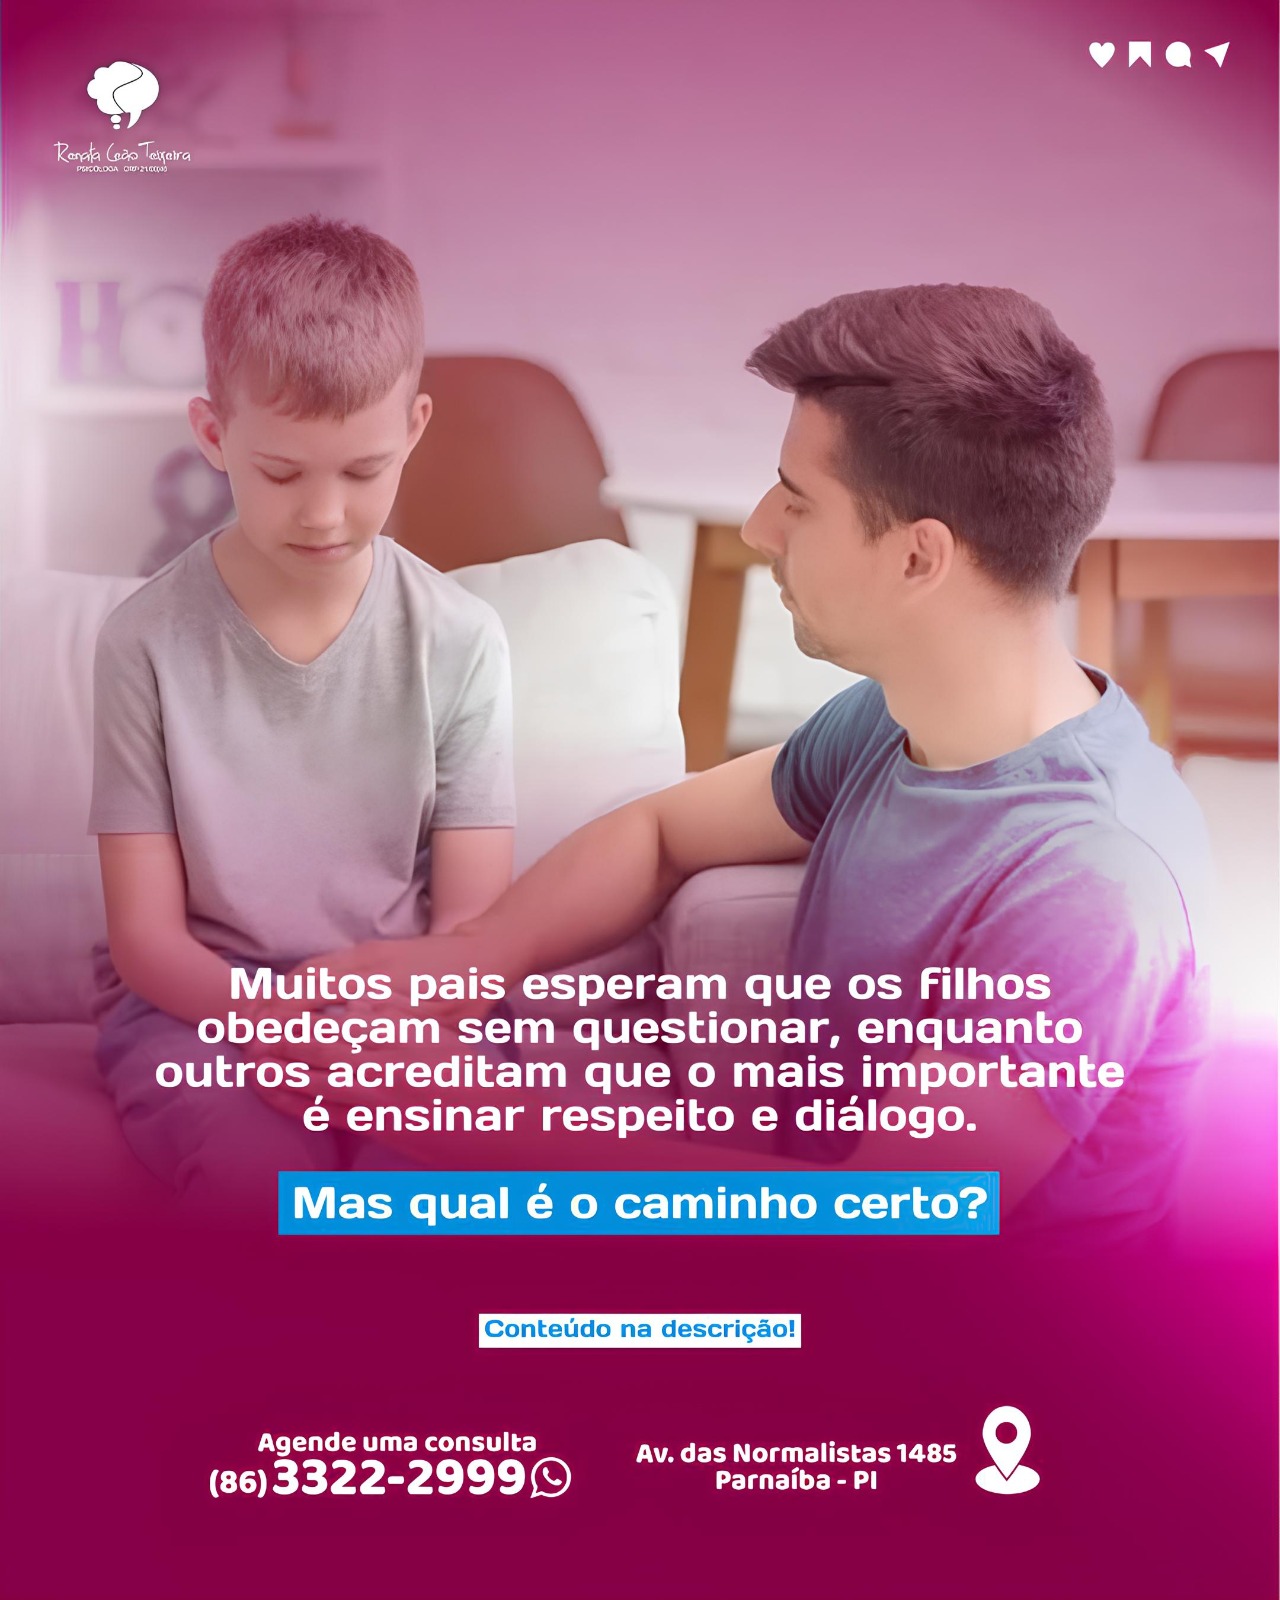 Renata Leão Teixeira
Muitos pais esperam que os filhos
obedeçam sem questionar, enquanto
outros acreditam que o mais importante
é ensinar respeito e diálogo.
Mas qual é o caminho certo?
Conteúdo na descrição!
Agende uma consulta
(86) 3322-2999
Av. das Normalistas 1485
Parnaíba - PI
HO
&
PSICÓLOGA